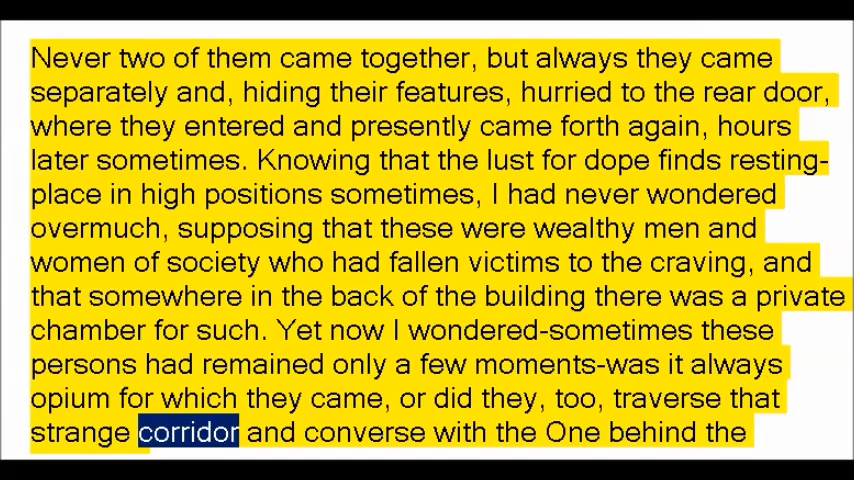 Never two of them came together, but always they came
separately and, hiding their features, hurried to the rear door,
where they entered and presently came forth again, hours
later sometimes. Knowing that the lust for dope finds resting-
place in high positions sometimes, I had never wondered
overmuch, supposing that these were wealthy men and
women of society who had fallen victims to the craving, and
that somewhere in the back of the building there was a private
chamber for such. Yet now I wondered-sometimes these
persons had remained only a few moments-was it always
opium for which they came, or did they, too, traverse that
strange corridor and converse with the One behind the